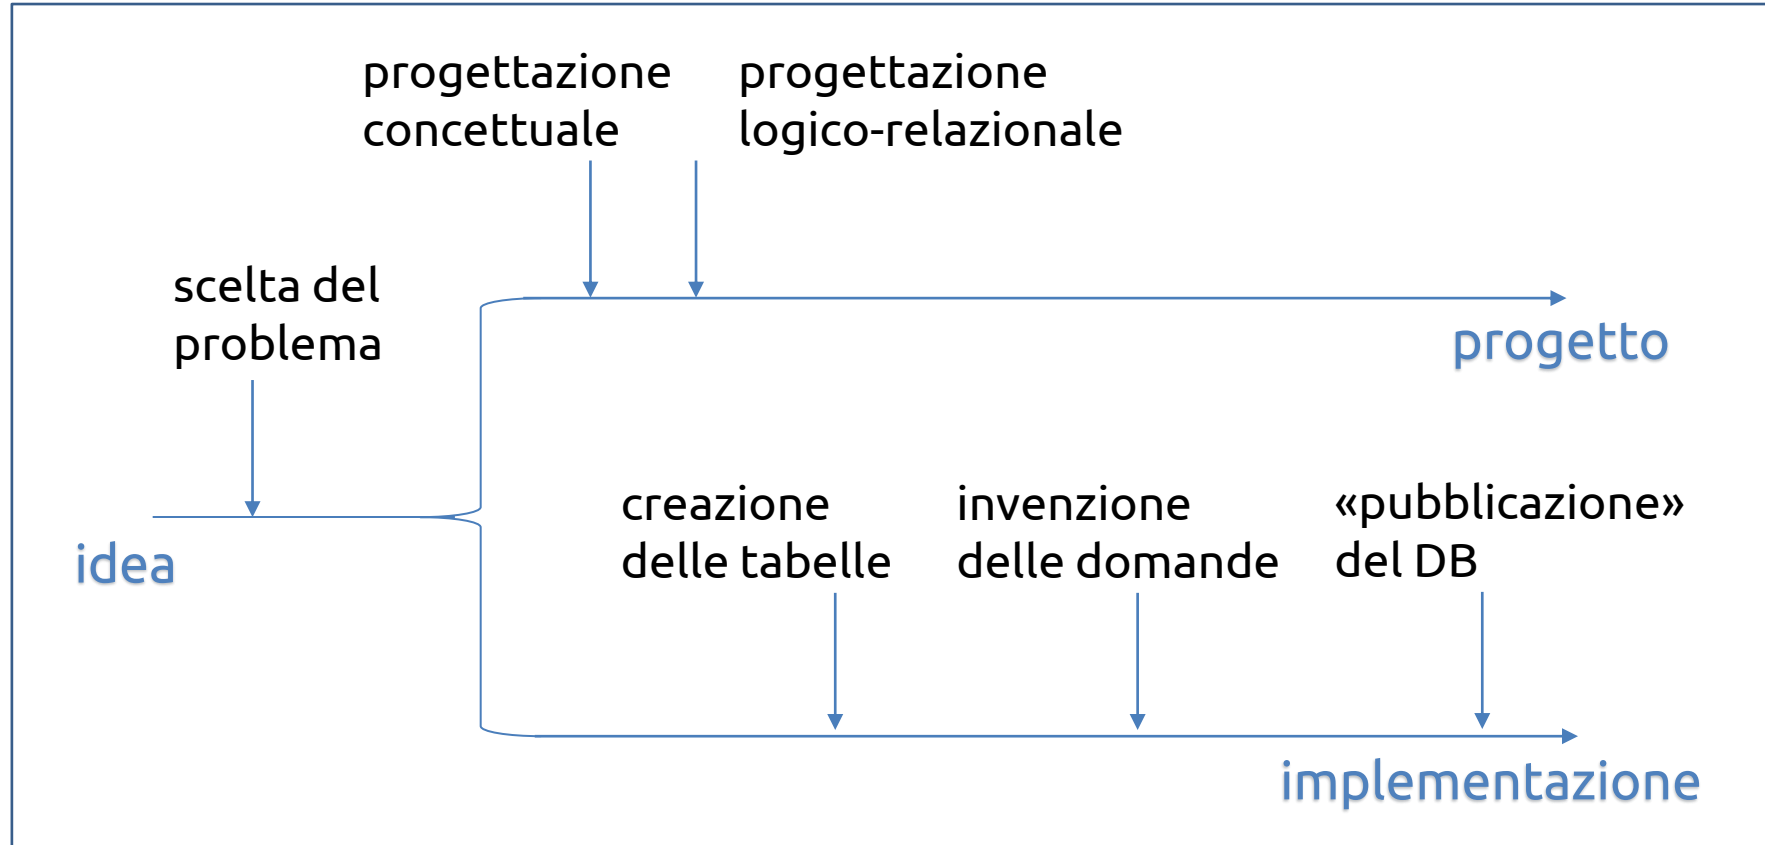 progettazione
concettuale
progettazione
logico-relazionale
scelta del
problema
progetto
idea
creazione
delle tabelle
invenzione
delle domande
«pubblicazione»
del DB
implementazione